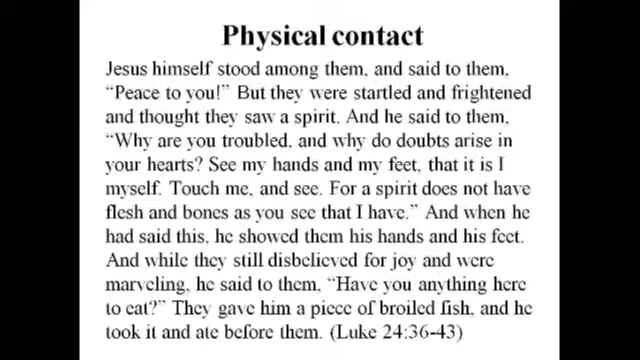 Physical contact
Jesus himself stood among them, and said to them,
“Peace to you!” But they were startled and frightened
and thought they saw a spirit. And he said to them,
“Why are you troubled, and why do doubts arise in
your hearts? See my hands and my feet, that it is I
myself. Touch me, and see. For a spirit does not have
flesh and bones as you see that I have.” And when he
had said this, he showed them his hands and his feet.
And while they still disbelieved for joy and were
marveling, he said to them, “Have you anything here
to eat?” They gave him a piece of broiled fish, and he
took it and ate before them. (Luke 24:36-43)